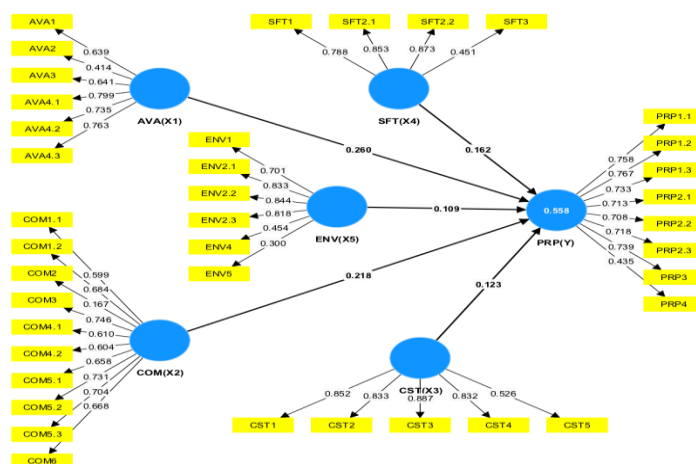 AVA1
AVA2
AVA3
AVA4.1
AVA4.2
AVA4.3
0.639
0.414
0.641
0.799
0.735
0.763
AVA(X1)
SFT1
SFT2.1
SFT2.2
SFT3
0.788
0.853
0.873
0.451
SFT(X4)
0.260
0.162
ENV1
ENV2.1
ENV2.2
ENV2.3
ENV4
ENV5
0.701
0.833
0.844
0.818
0.454
0.300
ENV(X5)
0.109
0.558
PRP(Y)
PRP1.1
PRP1.2
PRP1.3
PRP2.1
PRP2.2
PRP2.3
PRP3
PRP4
0.758
0.767
0.733
0.713
0.708
0.718
0.739
0.435
COM1.1
COM1.2
COM2
COM3
COM4.1
COM4.2
COM5.1
COM5.2
COM5.3
COM6
0.599
0.684
0.167
0.746
0.610
0.604
0.658
0.731
0.704
0.668
COM(X2)
0.218
0.123
CST(X3)
0.852
0.833
0.887
0.832
0.526
CST1
CST2
CST3
CST4
CST5